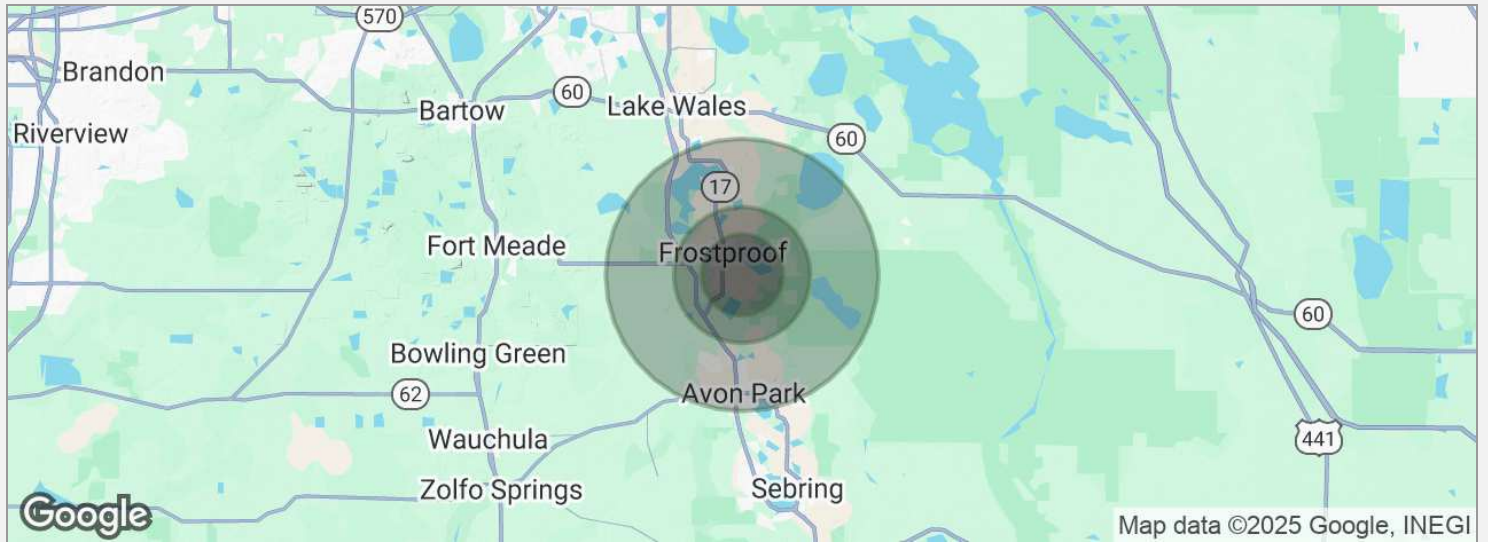 570
Brandon
60
Bartow
Lake Wales
Riverview
60
17
Fort Meade
Frostproof
60
Bowling Green
62
Avon Park
Wauchula
441
Zolfo Springs
Sebring
Google
Map data ©2025 Google, INEGI